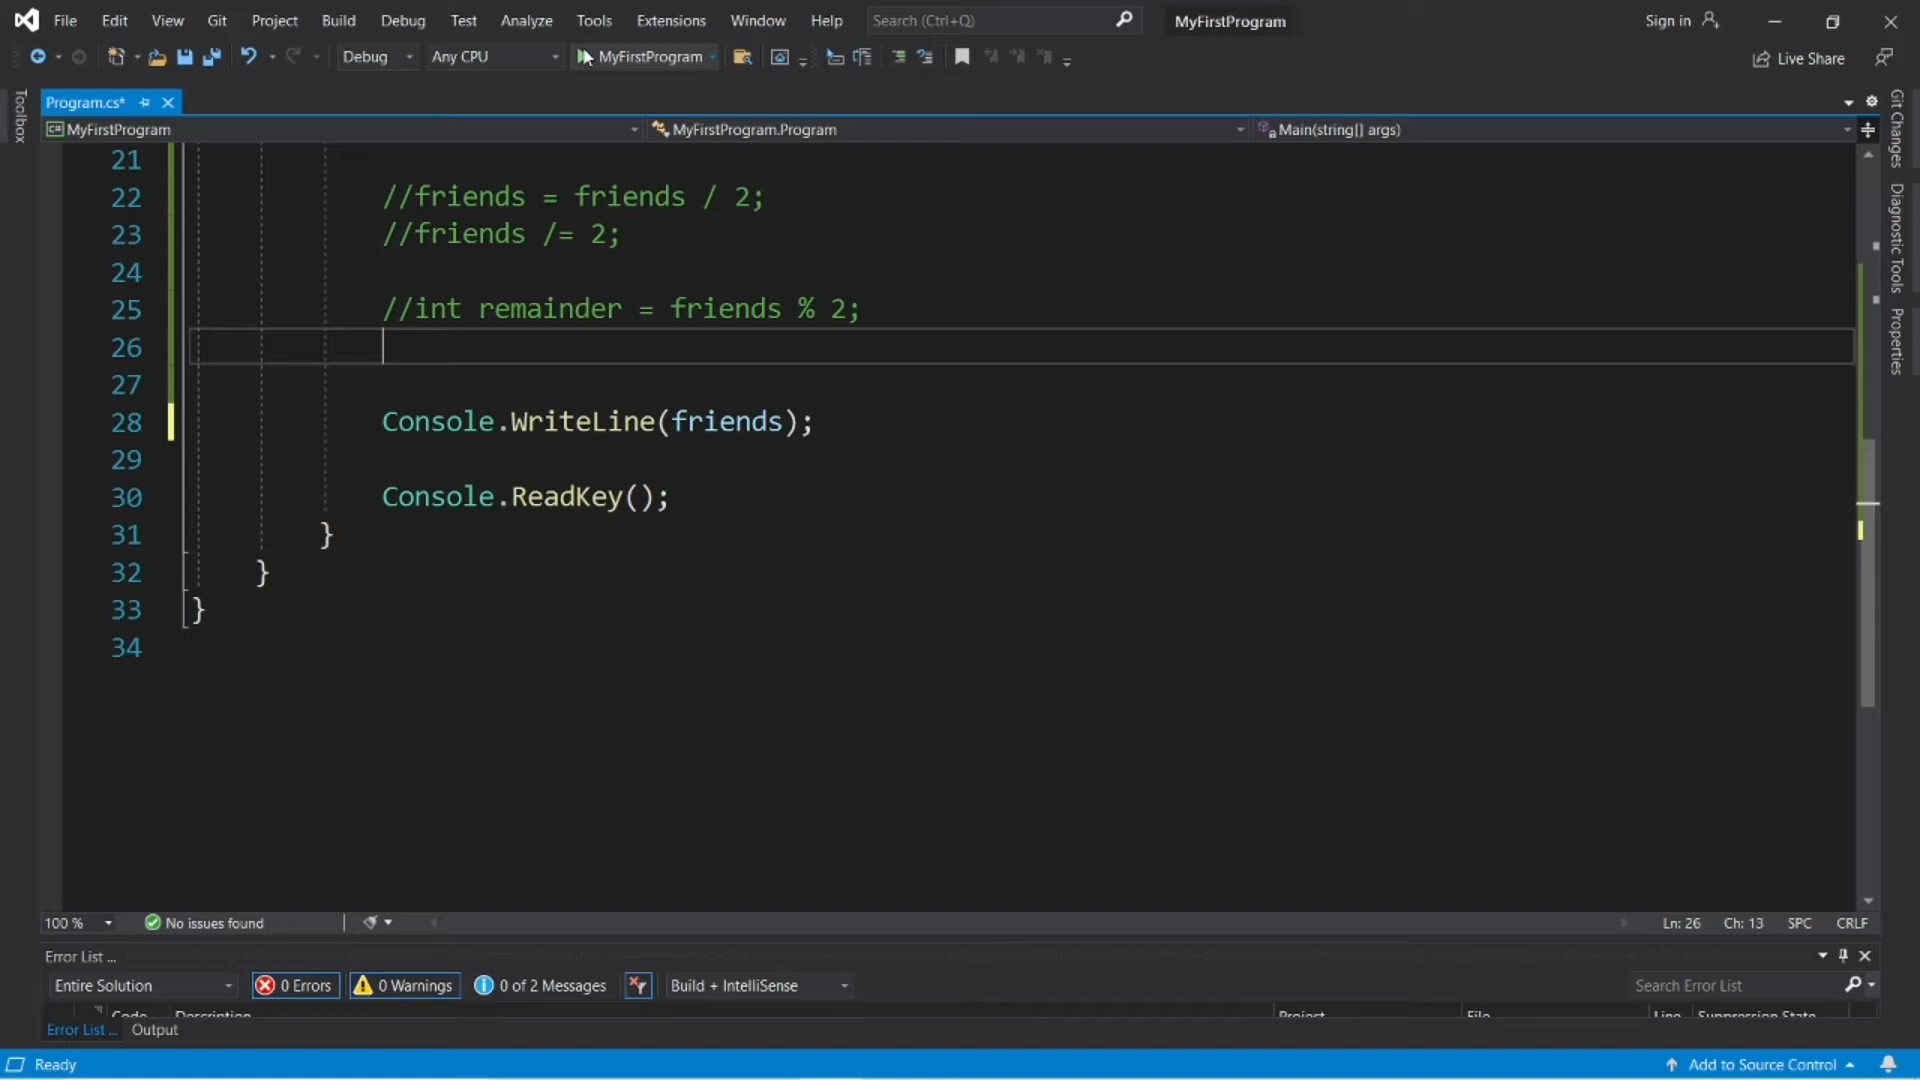 File Edit View Git Project Build Debug Test Analyze Tools Extensions Window Help Search (Ctrl+Q) MyFirstProgram Sign in
Debug Any CPU MyFirstProgram Live Share
Toolbox
Program.cs*
MyFirstProgram MyFirstProgram.Program Main(string[] args)
21
22 //friends = friends / 2;
23 //friends /= 2;
24
25 //int remainder = friends % 2;
26
27
28 Console.WriteLine(friends);
29
30 Console.ReadKey();
31 }
32 }
33 }
34
Git Changes
Diagnostic Tools
Properties
100 % No issues found Ln: 26 Ch: 13 SPC CRLF
Error List ...
Entire Solution 0 Errors 0 Warnings 0 of 2 Messages Build + IntelliSense Search Error List
Code Description Project File Line Suppression State
Error List ... Output
Ready Add to Source Control